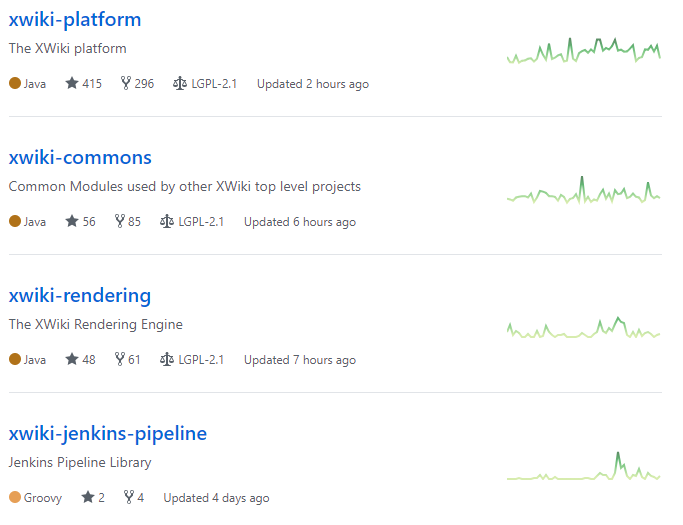 xwiki-platform
The XWiki platform
Java 415 296 LGPL-2.1 Updated 2 hours ago
xwiki-commons
Common Modules used by other XWiki top level projects
Java 56 85 LGPL-2.1 Updated 6 hours ago
xwiki-rendering
The XWiki Rendering Engine
Java 48 61 LGPL-2.1 Updated 7 hours ago
xwiki-jenkins-pipeline
Jenkins Pipeline Library
Groovy 2 4 Updated 4 days ago